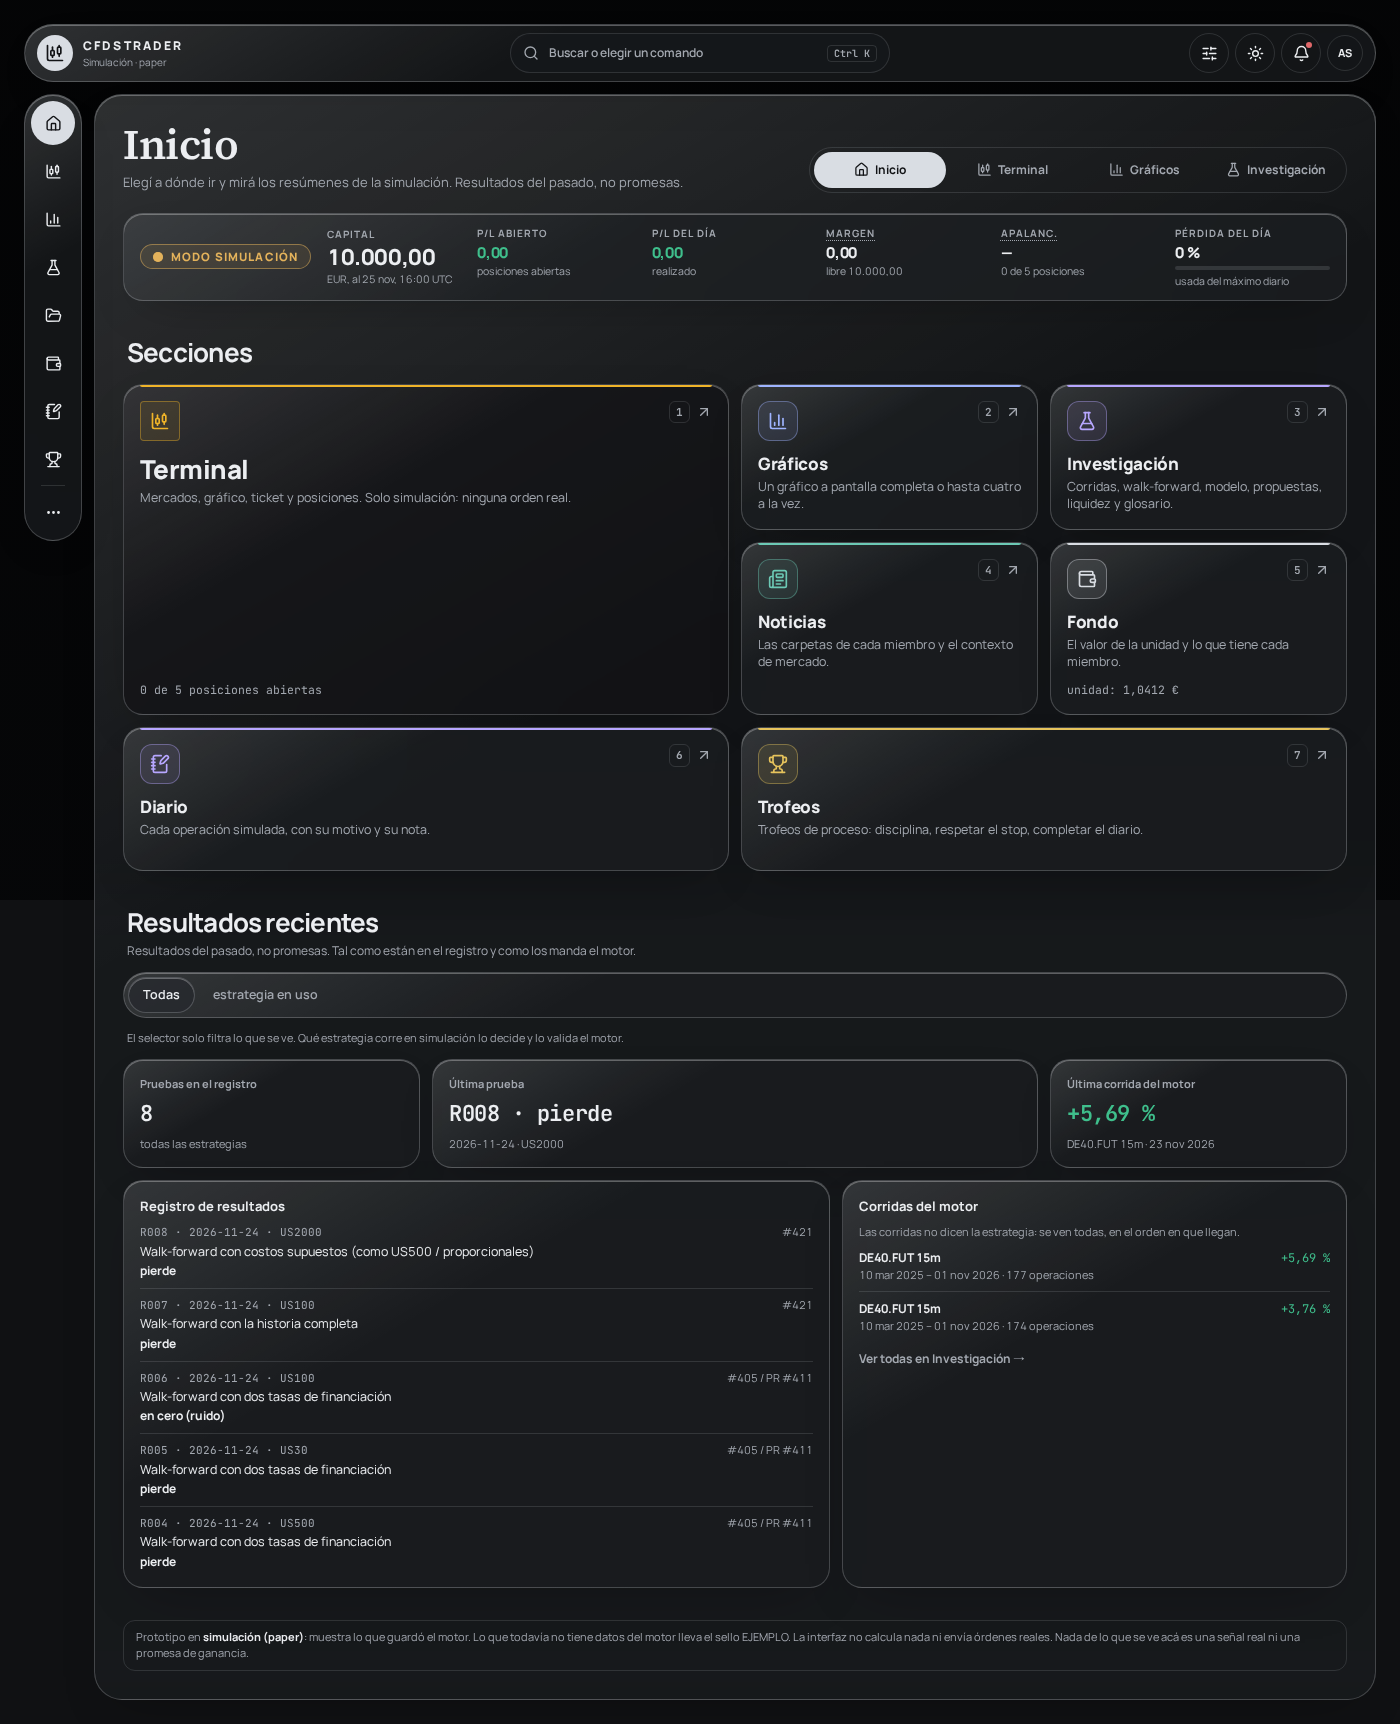 CFDSTRADER
Simulación · paper
Buscar o elegir un comando
Ctrl K
AS
Inicio
Elegí a dónde ir y mirá los resúmenes de la simulación. Resultados del pasado, no promesas.
Inicio
Terminal
Gráficos
Investigación
MODO SIMULACIÓN
CAPITAL
10.000,00
EUR, al 25 nov, 16:00 UTC
P/L ABIERTO
0,00
posiciones abiertas
P/L DEL DÍA
0,00
realizado
MARGEN
0,00
libre 10.000,00
APALANC.
—
0 de 5 posiciones
PÉRDIDA DEL DÍA
0 %
usada del máximo diario
Secciones
1
Terminal
Mercados, gráfico, ticket y posiciones. Solo simulación: ninguna orden real.
0 de 5 posiciones abiertas
2
Gráficos
Un gráfico a pantalla completa o hasta cuatro
a la vez.
3
Investigación
Corridas, walk-forward, modelo, propuestas,
liquidez y glosario.
4
Noticias
Las carpetas de cada miembro y el contexto
de mercado.
5
Fondo
El valor de la unidad y lo que tiene cada
miembro.
unidad: 1,0412 €
6
Diario
Cada operación simulada, con su motivo y su nota.
7
Trofeos
Trofeos de proceso: disciplina, respetar el stop, completar el diario.
Resultados recientes
Resultados del pasado, no promesas. Tal como están en el registro y como los manda el motor.
Todas
estrategia en uso
El selector solo filtra lo que se ve. Qué estrategia corre en simulación lo decide y lo valida el motor.
Pruebas en el registro
8
todas las estrategias
Última prueba
R008 · pierde
2026-11-24 · US2000
Última corrida del motor
+5,69 %
DE40.FUT 15m · 23 nov 2026
Registro de resultados
R008 · 2026-11-24 · US2000
#421
Walk-forward con costos supuestos (como US500 / proporcionales)
pierde
R007 · 2026-11-24 · US100
#421
Walk-forward con la historia completa
pierde
R006 · 2026-11-24 · US100
#405 / PR #411
Walk-forward con dos tasas de financiación
en cero (ruido)
R005 · 2026-11-24 · US30
#405 / PR #411
Walk-forward con dos tasas de financiación
pierde
R004 · 2026-11-24 · US500
#405 / PR #411
Walk-forward con dos tasas de financiación
pierde
Corridas del motor
Las corridas no dicen la estrategia: se ven todas, en el orden en que llegan.
DE40.FUT 15m
+5,69 %
10 mar 2025 – 01 nov 2026 · 177 operaciones
DE40.FUT 15m
+3,76 %
10 mar 2025 – 01 nov 2026 · 174 operaciones
Ver todas en Investigación →
Prototipo en simulación (paper): muestra lo que guardó el motor. Lo que todavía no tiene datos del motor lleva el sello EJEMPLO. La interfaz no calcula nada ni envía órdenes reales. Nada de lo que se ve acá es una señal real ni una
promesa de ganancia.